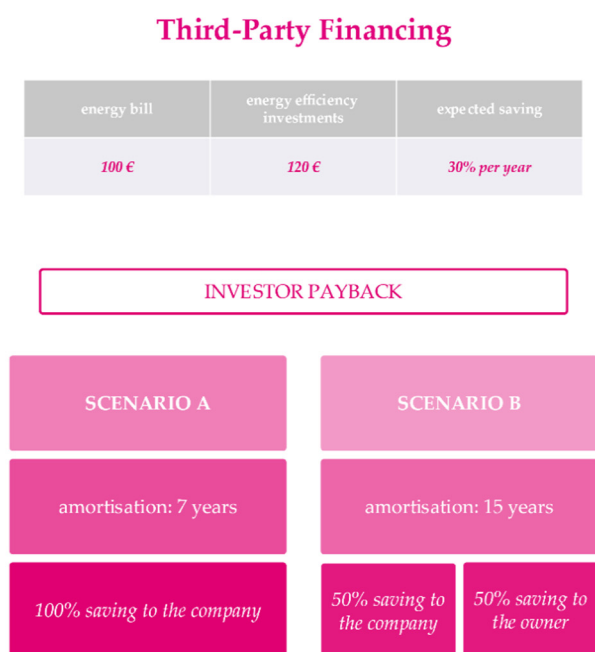 Third-Party Financing
energy bill
energy efficiency
investments
expected saving
100 €
120 €
30% per year
INVESTOR PAYBACK
SCENARIO A
SCENARIO B
amortisation: 7 years
amortisation: 15 years
100% saving to the company
50% saving to
the company
50% saving to
the owner